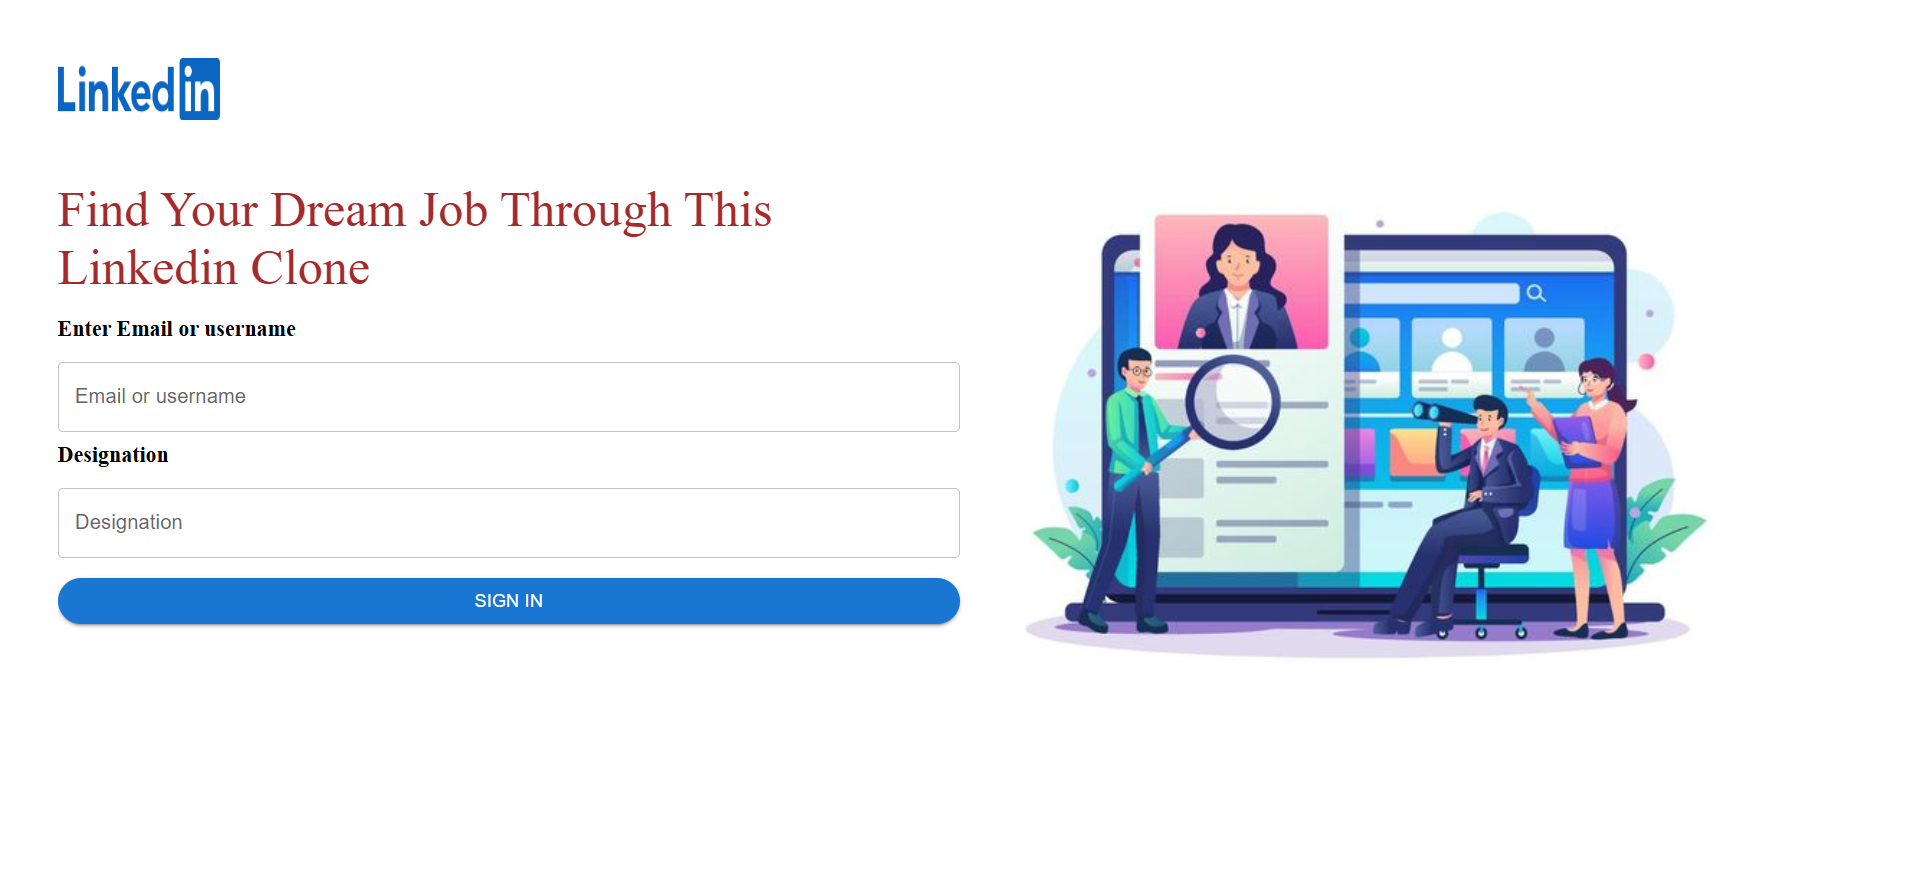 Linkedin
Find Your Dream Job Through This
Linkedin Clone
Enter Email or username
Email or username
Designation
Designation
SIGN IN